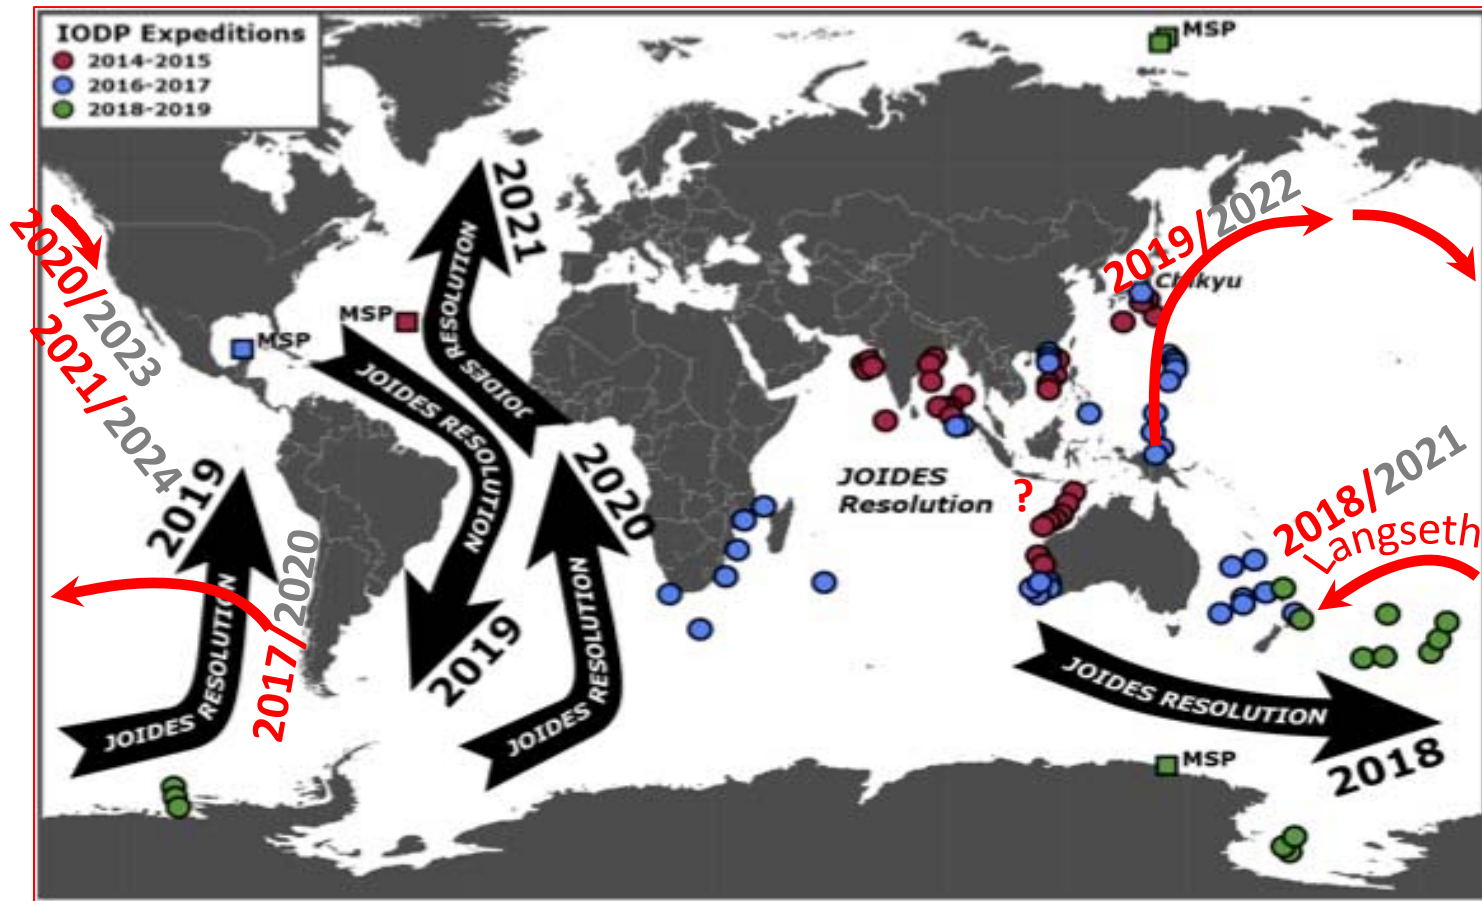 IODP Expeditions
2014-2015
2016-2017
2018-2019
MSP
2021
JOIDES RESOLUTION
2020/2023
2021/2024
MSP
MSP
2019/2022
Chikyu
JOIDES RESOLUTION
2019
2020
JOIDES
Resolution
?
2018/2021
Langseth
2017/2020
JOIDES RESOLUTION
2019
JOIDES RESOLUTION
JOIDES RESOLUTION
2018
MSP